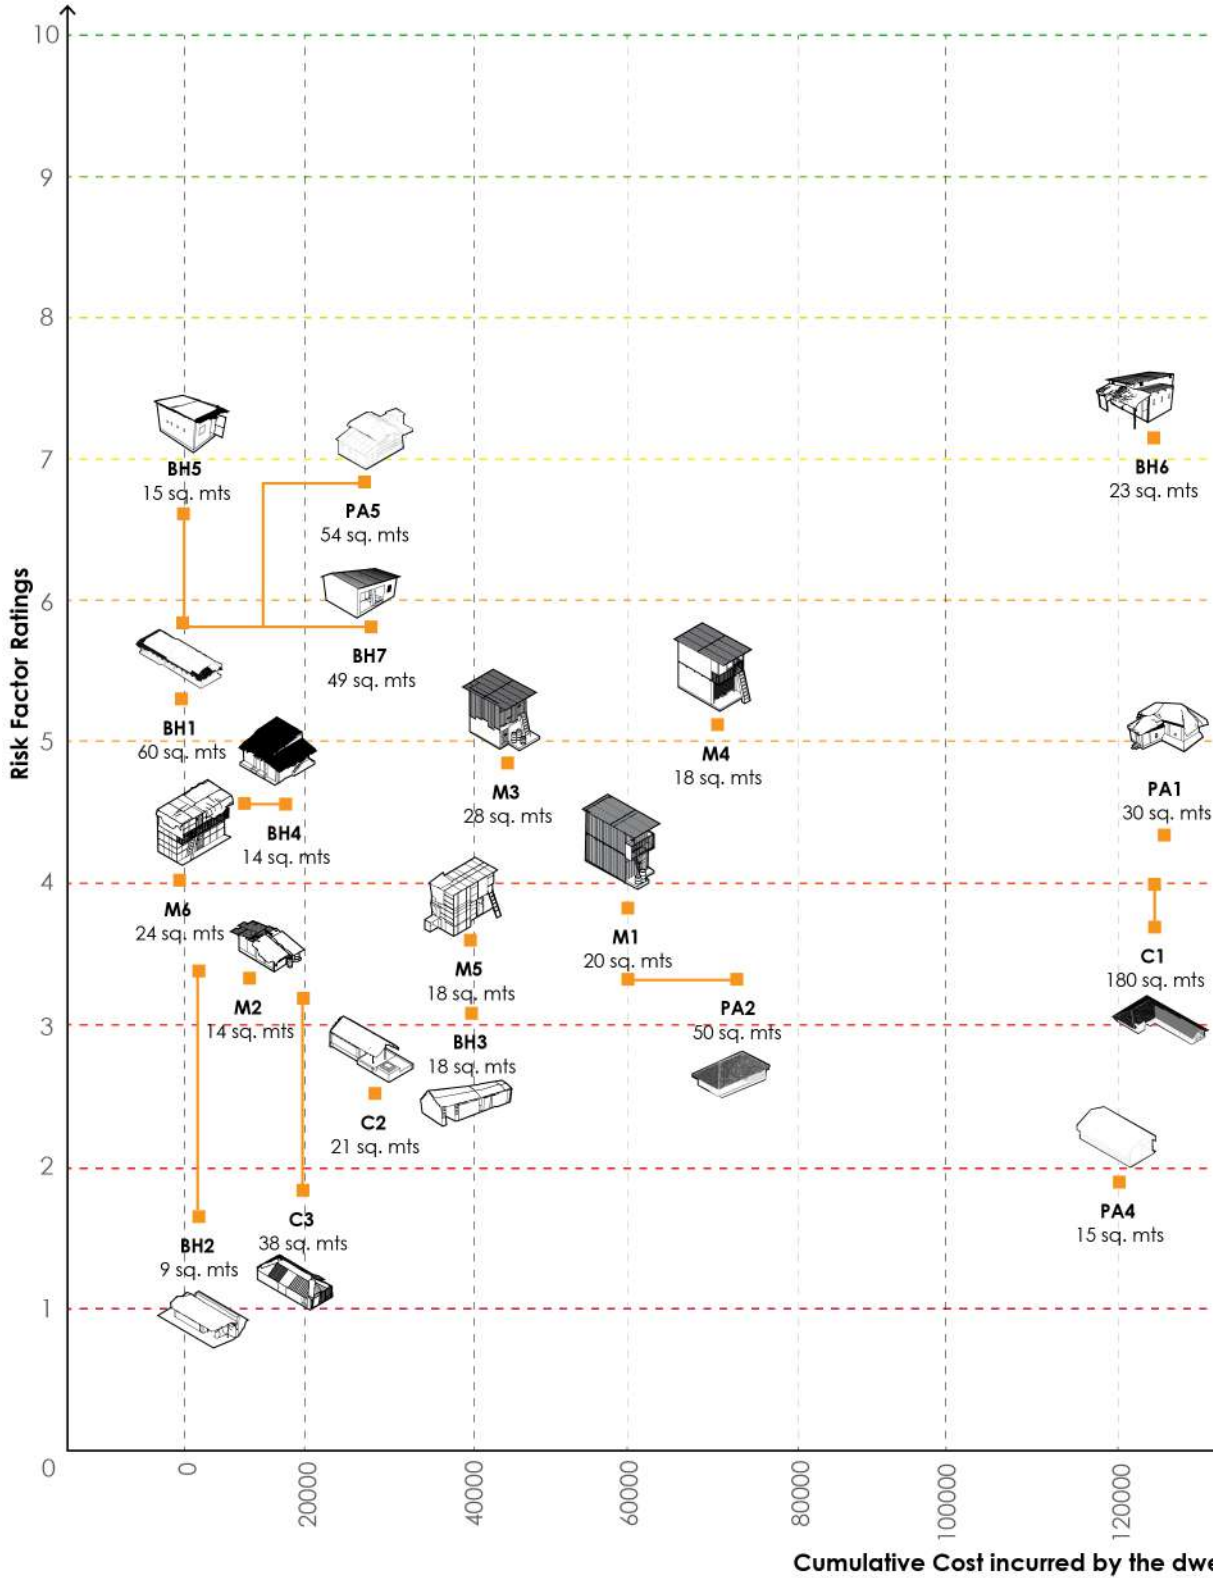 10
9
8
7
6
5
4
3
2
1
0
Risk Factor Ratings
BH5
15 sq. mts
PA5
54 sq. mts
BH6
23 sq. mts
BH7
49 sq. mts
BH1
60 sq. mts
M4
18 sq. mts
M3
28 sq. mts
PA1
30 sq. mts
BH4
14 sq. mts
M6
24 sq. mts
M1
20 sq. mts
M5
18 sq. mts
C1
180 sq. mts
M2
14 sq. mts
PA2
50 sq. mts
BH3
18 sq. mts
C2
21 sq. mts
PA4
15 sq. mts
C3
38 sq. mts
BH2
9 sq. mts
0
20000
40000
60000
80000
100000
120000
Cumulative Cost incurred by the dwe